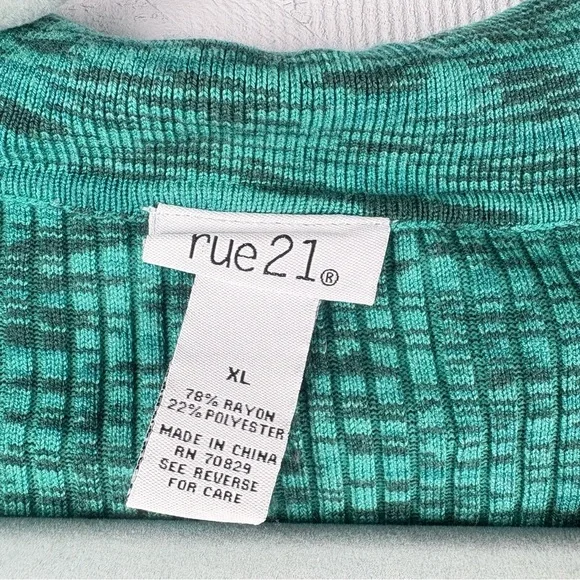 rue21®
XL
78% RAYON
22% POLYESTER
MADE IN CHINA
RN 70829
SEE REVERSE
FOR CARE